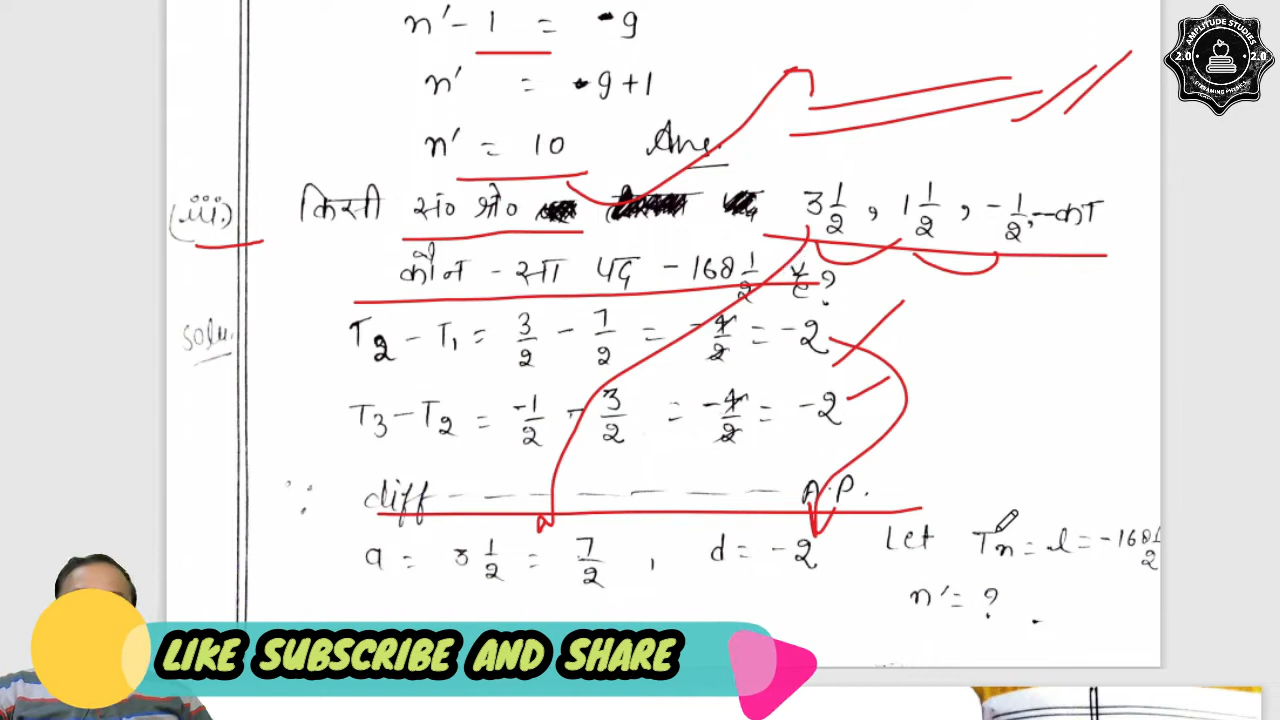 n' - 1 = 9
n' = 9 + 1
n' = 10 Ans.
(iii) किसी सं० श्रे० 3 1/2, 1 1/2, -1/2, -- का
कौन - सा पद - 168 1/2 है ?
Solu. T2 - T1 = 3/2 - 7/2 = -4/2 = -2
T3 - T2 = -1/2 - 3/2 = -4/2 = -2
∵ diff - - - - - - A.P.
a = 3 1/2 = 7/2 , d = -2 Let Tn = l = -168 1/2
n' = ?
LIKE SUBSCRIBE AND SHARE
AMPLITUDE STUDIES
2.0 2.0